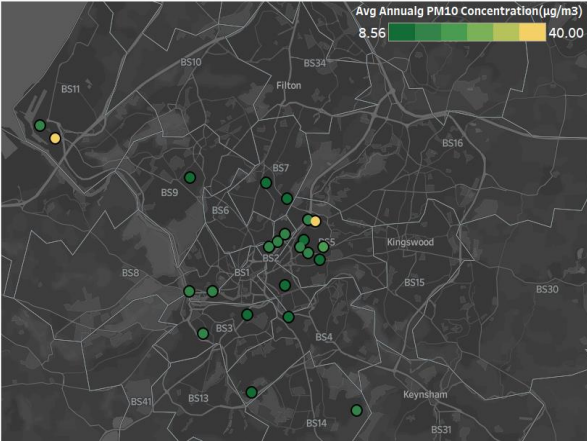 Avg Annualg PM10 Concentration(µg/m3)
8.56 40.00
BS10
BS34
BS11
Filton
BS16
BS7
BS9
BS6
BS5
Kingswood
BS2
BS8
BS1
BS15
BS30
BS3
BS4
Keynsham
BS41
BS13
BS14
BS31